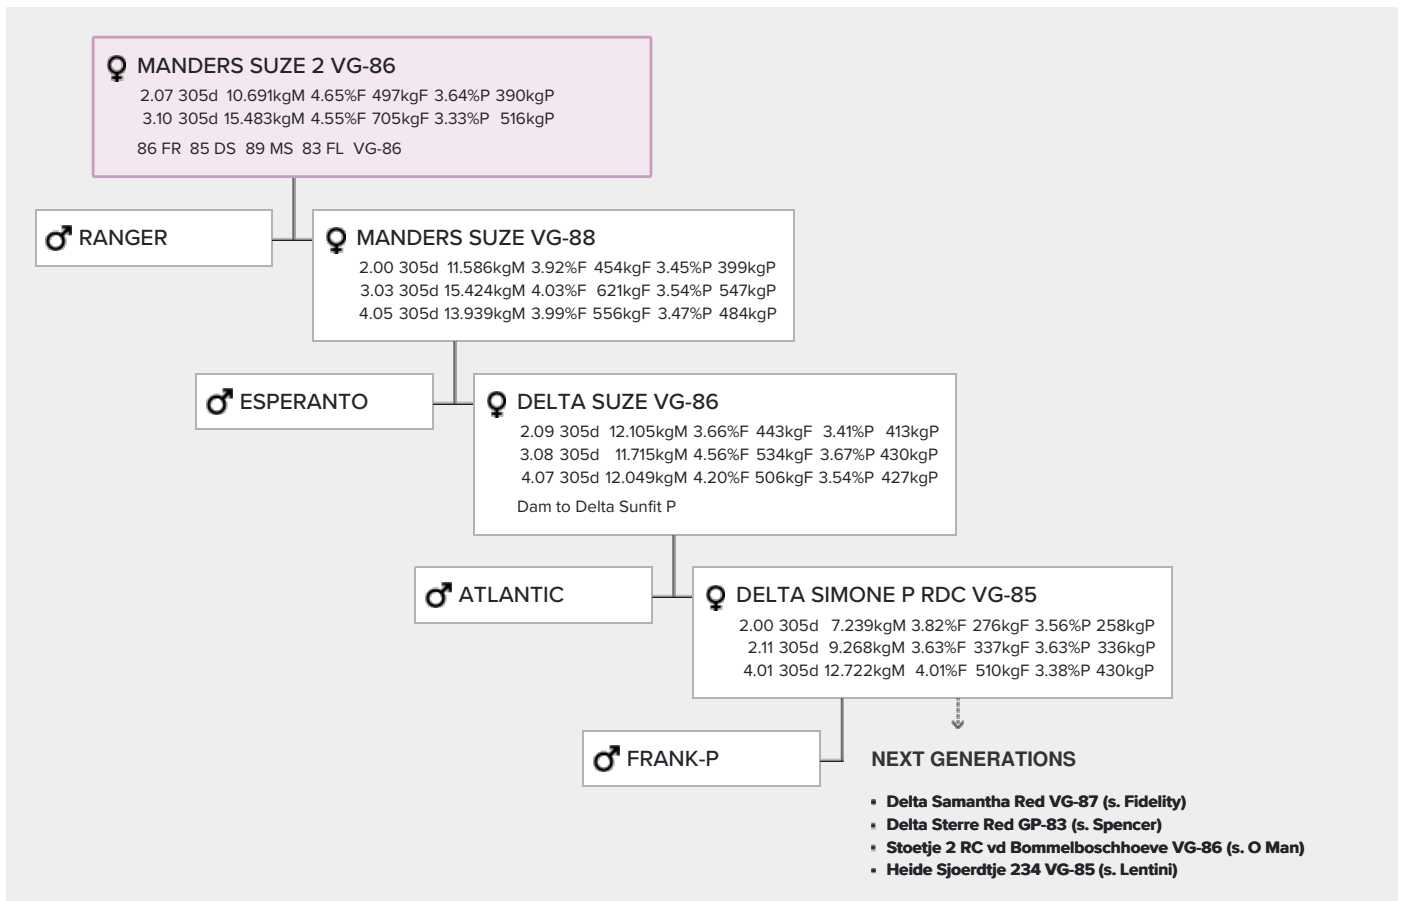 MANDERS SUZE 2 VG-86
2.07 305d 10.691kgM 4.65%F 497kgF 3.64%P 390kgP
3.10 305d 15.483kgM 4.55%F 705kgF 3.33%P 516kgP
86 FR 85 DS 89 MS 83 FL VG-86
RANGER
MANDERS SUZE VG-88
2.00 305d 11.586kgM 3.92%F 454kgF 3.45%P 399kgP
3.03 305d 15.424kgM 4.03%F 621kgF 3.54%P 547kgP
4.05 305d 13.939kgM 3.99%F 556kgF 3.47%P 484kgP
ESPERANTO
DELTA SUZE VG-86
2.09 305d 12.105kgM 3.66%F 443kgF 3.41%P 413kgP
3.08 305d 11.715kgM 4.56%F 534kgF 3.67%P 430kgP
4.07 305d 12.049kgM 4.20%F 506kgF 3.54%P 427kgP
Dam to Delta Sunfit P
ATLANTIC
DELTA SIMONE P RDC VG-85
2.00 305d 7.239kgM 3.82%F 276kgF 3.56%P 258kgP
2.11 305d 9.268kgM 3.63%F 337kgF 3.63%P 336kgP
4.01 305d 12.722kgM 4.01%F 510kgF 3.38%P 430kgP
FRANK-P
NEXT GENERATIONS
• Delta Samantha Red VG-87 (s. Fidelity)
• Delta Sterre Red GP-83 (s. Spencer)
• Stoetje 2 RC vd Bommelboschhoeve VG-86 (s. O Man)
• Heide Sjoerdtje 234 VG-85 (s. Lentini)